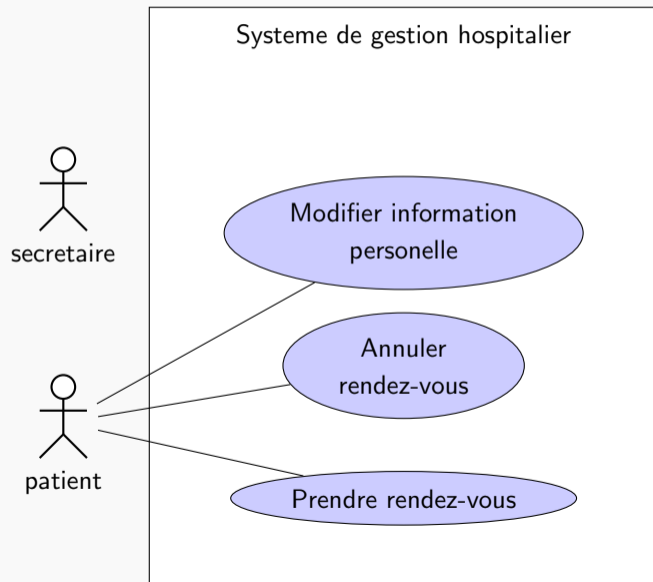 Systeme de gestion hospitalier
secretaire
Modifier information
personelle
Annuler
rendez-vous
patient
Prendre rendez-vous